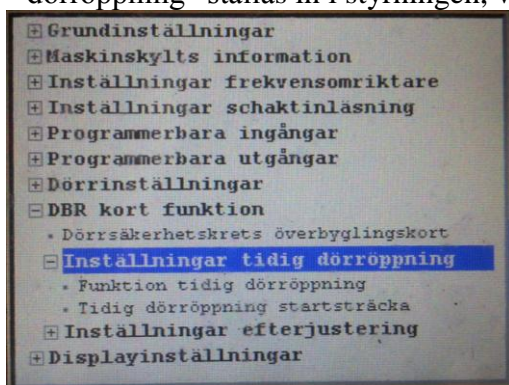 dörröppning" ställas in i styrningen, v
Grundinställningar
Maskinskylts information
Inställningar frekvensomriktare
Inställningar schaktinläsning
Programmerbara ingångar
Programmerbara utgångar
Dörrinställningar
DBR kort funktion
Dörrsäkerhetskrets överbyglingskort
Inställningar tidig dörröppning
Funktion tidig dörröppning
Tidig dörröppning startsträcka
Inställningar efterjustering
Displayinställningar